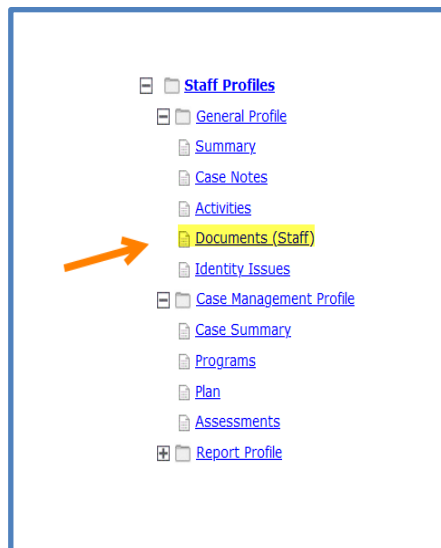 Staff Profiles
General Profile
Summary
Case Notes
Activities
Documents (Staff)
Identity Issues
Case Management Profile
Case Summary
Programs
Plan
Assessments
Report Profile